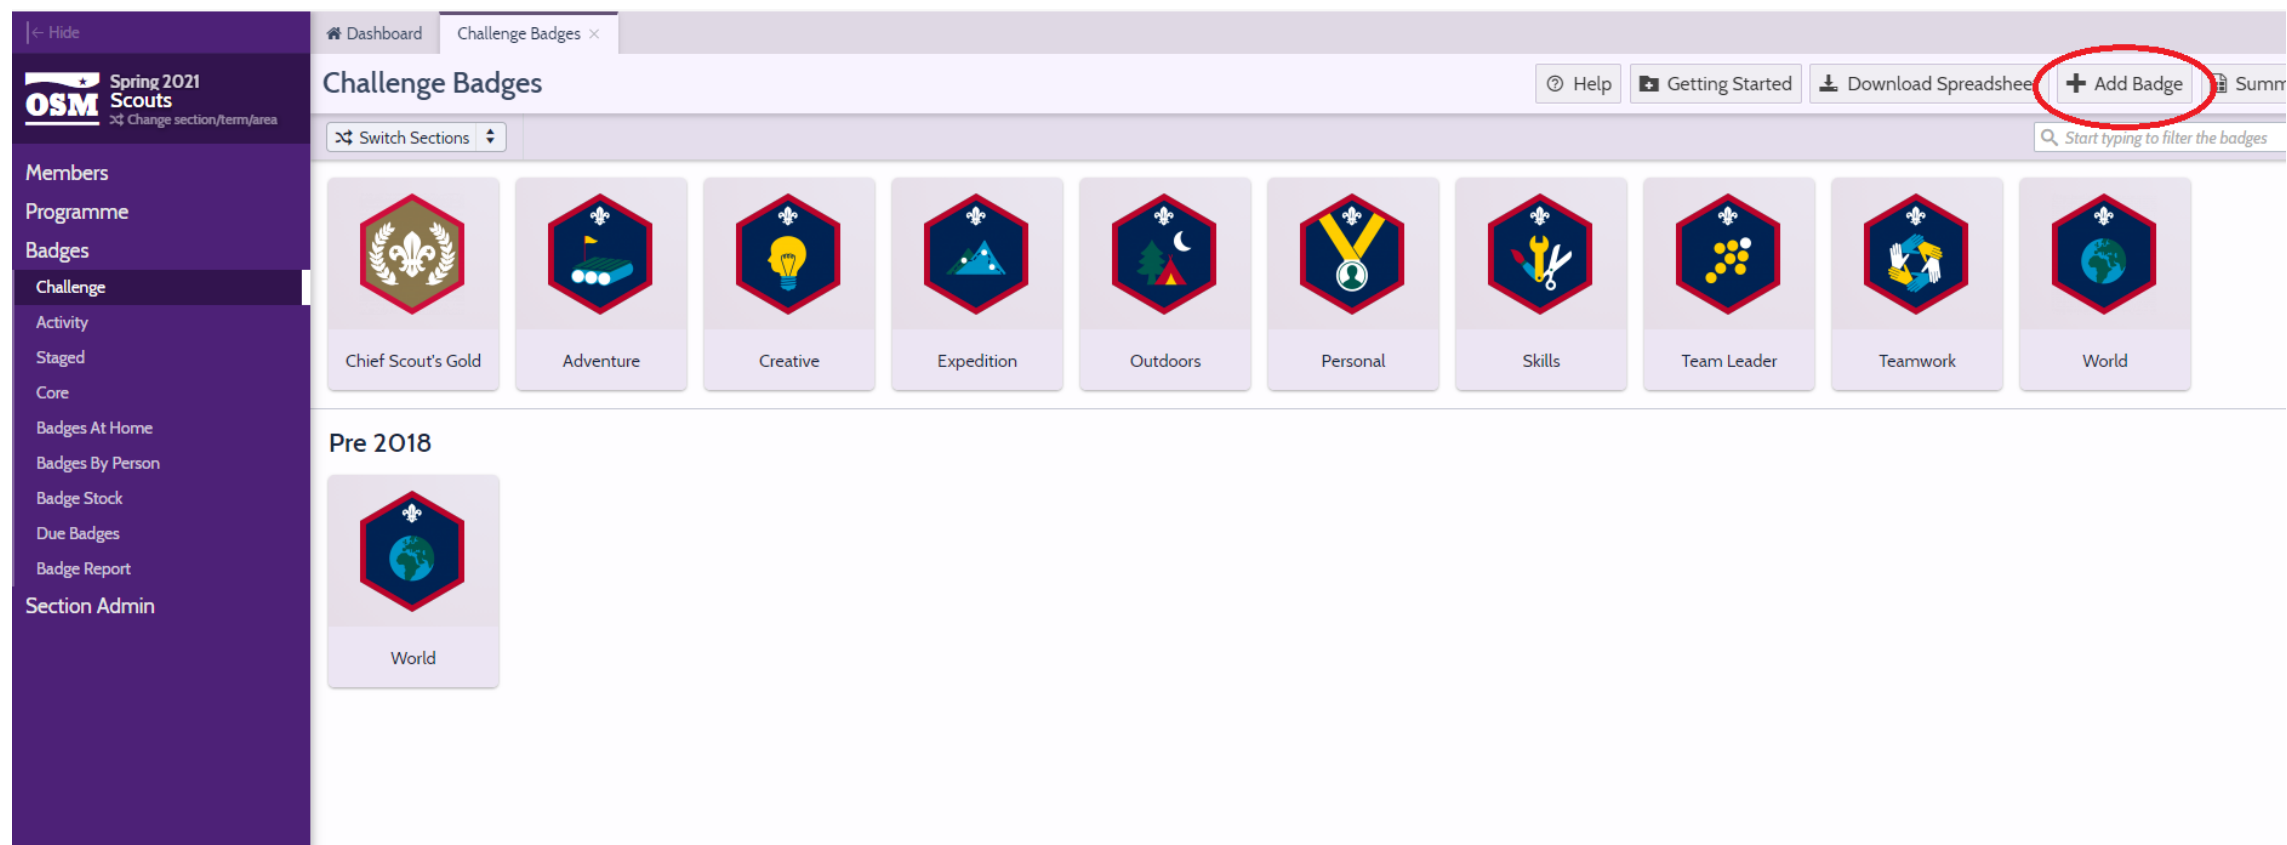 ← Hide
Dashboard
Challenge Badges ×
OSM
Spring 2021
Scouts
Change section/term/area
Challenge Badges
Help
Getting Started
Download Spreadshee
Add Badge
Summ
Switch Sections
Start typing to filter the badges
Members
Programme
Badges
Challenge
Activity
Staged
Core
Badges At Home
Badges By Person
Badge Stock
Due Badges
Badge Report
Section Admin
Chief Scout's Gold
Adventure
Creative
Expedition
Outdoors
Personal
Skills
Team Leader
Teamwork
World
Pre 2018
World